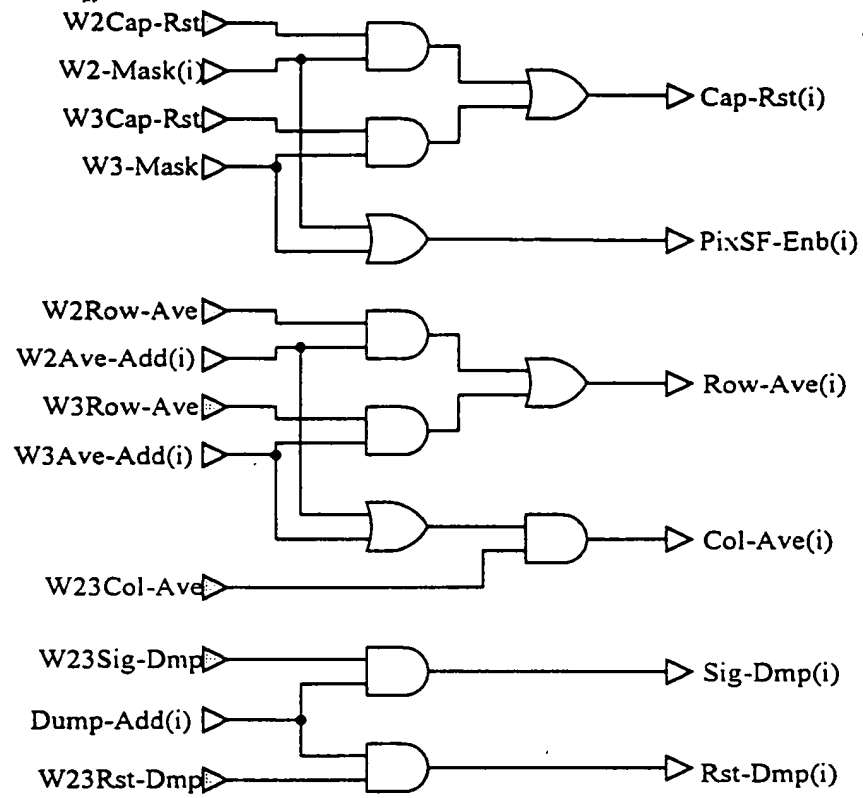 W2Cap-Rst
W2-Mask(i)
W3Cap-Rst
W3-Mask
Cap-Rst(i)
PixSF-Enb(i)
W2Row-Ave
W2Ave-Add(i)
W3Row-Ave
W3Ave-Add(i)
W23Col-Ave
Row-Ave(i)
Col-Ave(i)
W23Sig-Dmp
Dump-Add(i)
W23Rst-Dmp
Sig-Dmp(i)
Rst-Dmp(i)